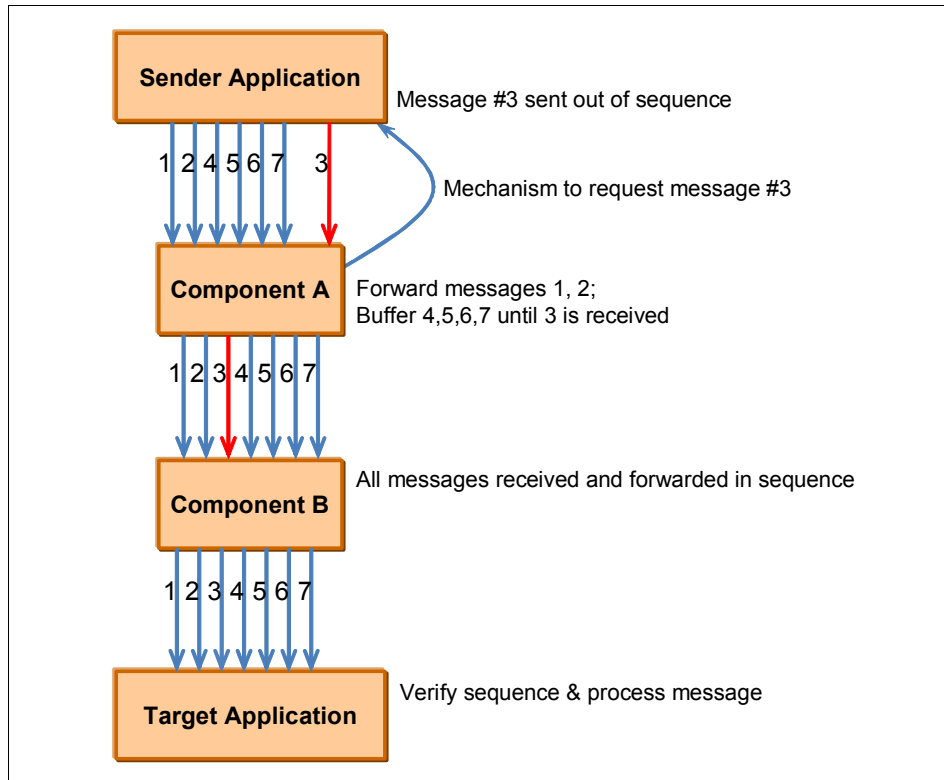 Sender Application
Message #3 sent out of sequence
1 2 4 5 6 7 3
Mechanism to request message #3
Component A
Forward messages 1, 2;
Buffer 4,5,6,7 until 3 is received
1 2 3 4 5 6 7
Component B
All messages received and forwarded in sequence
1 2 3 4 5 6 7
Target Application
Verify sequence & process message